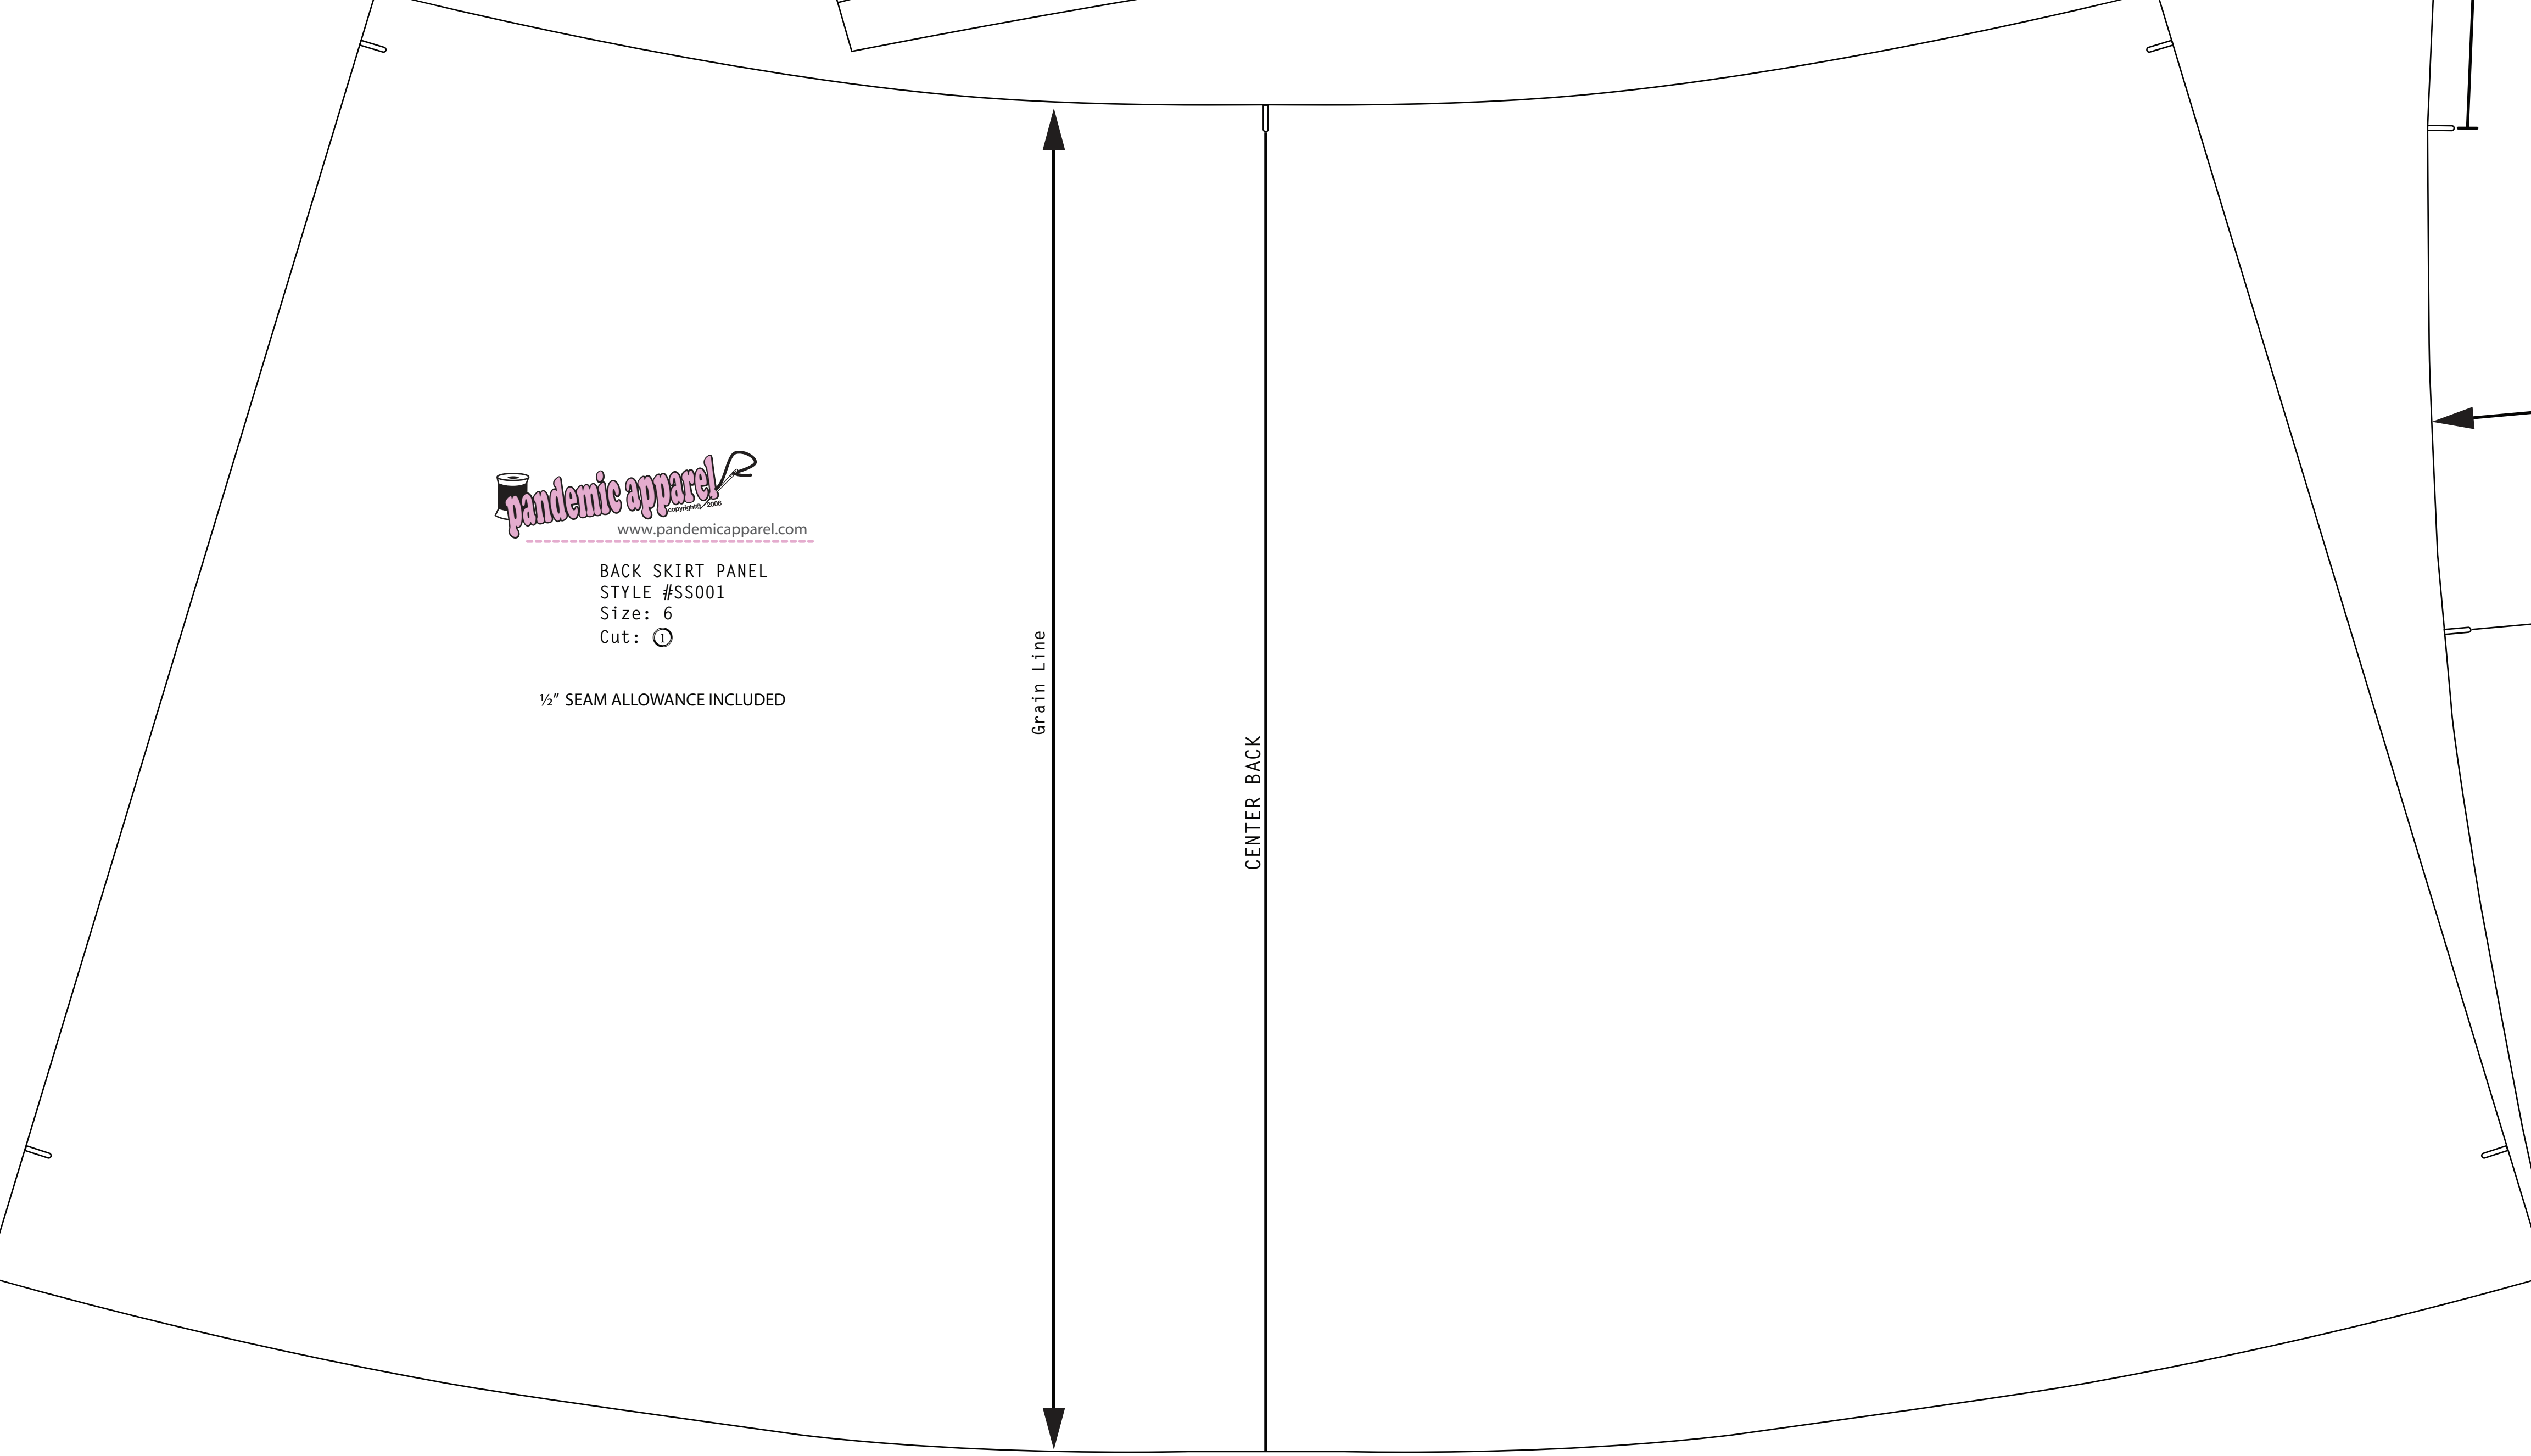 pandemic apparel
copyright© 2008
www.pandemicapparel.com
BACK SKIRT PANEL
STYLE #SS001
Size: 6
Cut: 1
½” SEAM ALLOWANCE INCLUDED
Grain Line
CENTER BACK